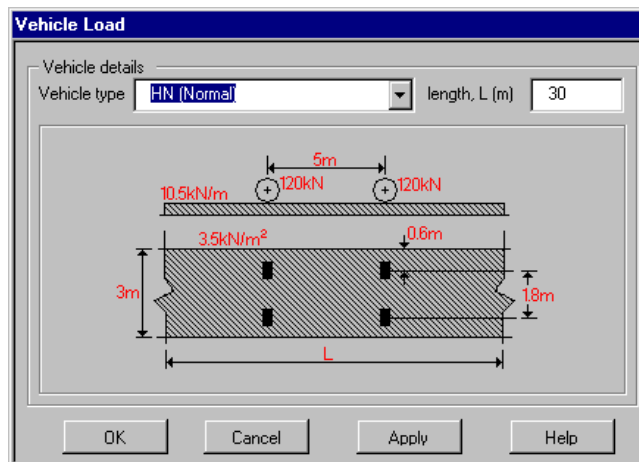 Vehicle Load
Vehicle details
Vehicle type HN (Normal) length, L (m) 30
5m
120kN 120kN
10.5kN/m
3.5kN/m² 0.6m
3m 1.8m
L
OK Cancel Apply Help